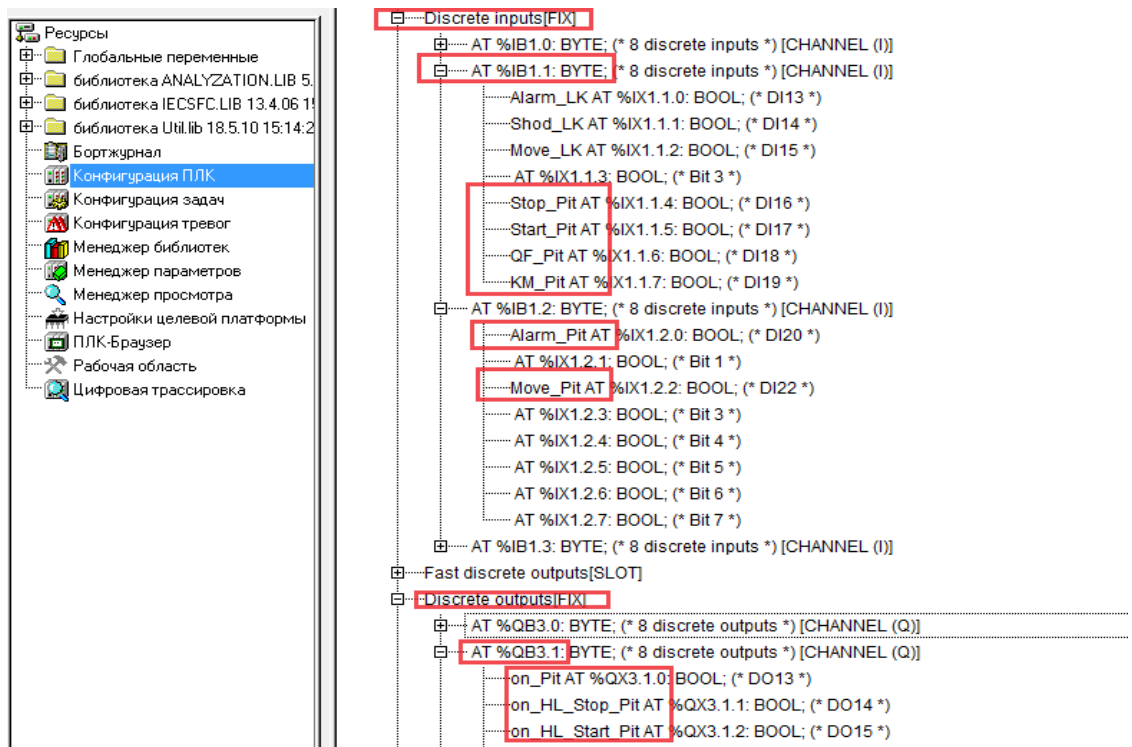 Ресурсы
Глобальные переменные
библиотека ANALYZATION.LIB 5.
библиотека IECSFC.LIB 13.4.06 1
библиотека Util.lib 18.5.10 15:14:2
Бортжурнал
Конфигурация ПЛК
Конфигурация задач
Конфигурация тревог
Менеджер библиотек
Менеджер параметров
Менеджер просмотра
Настройки целевой платформы
ПЛК-Браузер
Рабочая область
Цифровая трассировка
Discrete inputs[FIX]
AT %IB1.0: BYTE; (* 8 discrete inputs *) [CHANNEL (I)]
AT %IB1.1: BYTE; (* 8 discrete inputs *) [CHANNEL (I)]
Alarm_LK AT %IX1.1.0: BOOL; (* DI13 *)
Shod_LK AT %IX1.1.1: BOOL; (* DI14 *)
Move_LK AT %IX1.1.2: BOOL; (* DI15 *)
AT %IX1.1.3: BOOL; (* Bit 3 *)
Stop_Pit AT %IX1.1.4: BOOL; (* DI16 *)
Start_Pit AT %IX1.1.5: BOOL; (* DI17 *)
QF_Pit AT %IX1.1.6: BOOL; (* DI18 *)
KM_Pit AT %IX1.1.7: BOOL; (* DI19 *)
AT %IB1.2: BYTE; (* 8 discrete inputs *) [CHANNEL (I)]
Alarm_Pit AT %IX1.2.0: BOOL; (* DI20 *)
AT %IX1.2.1: BOOL; (* Bit 1 *)
Move_Pit AT %IX1.2.2: BOOL; (* DI22 *)
AT %IX1.2.3: BOOL; (* Bit 3 *)
AT %IX1.2.4: BOOL; (* Bit 4 *)
AT %IX1.2.5: BOOL; (* Bit 5 *)
AT %IX1.2.6: BOOL; (* Bit 6 *)
AT %IX1.2.7: BOOL; (* Bit 7 *)
AT %IB1.3: BYTE; (* 8 discrete inputs *) [CHANNEL (I)]
Fast discrete outputs[SLOT]
Discrete outputs[FIX]
AT %QB3.0: BYTE; (* 8 discrete outputs *) [CHANNEL (Q)]
AT %QB3.1: BYTE; (* 8 discrete outputs *) [CHANNEL (Q)]
on_Pit AT %QX3.1.0: BOOL; (* DO13 *)
on_HL_Stop_Pit AT %QX3.1.1: BOOL; (* DO14 *)
on_HL_Start_Pit AT %QX3.1.2: BOOL; (* DO15 *)